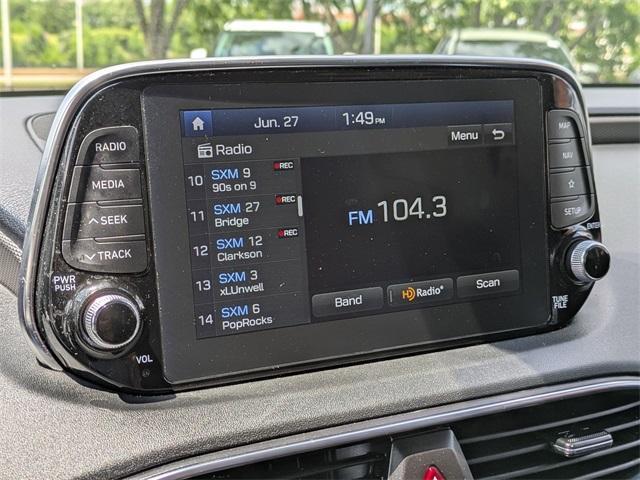 RADIO
MEDIA
SEEK
TRACK
PWR
PUSH
VOL
Jun. 27 1:49 PM
Radio Menu
10 SXM 9 REC
90s on 9
11 SXM 27 REC
Bridge
12 SXM 12 REC
Clarkson
13 SXM 3
xLUnwell
14 SXM 6
PopRocks
FM 104.3
Band HD Radio® Scan
MAP
NAV
☆
SETUP
ENTER
TUNE
FILE